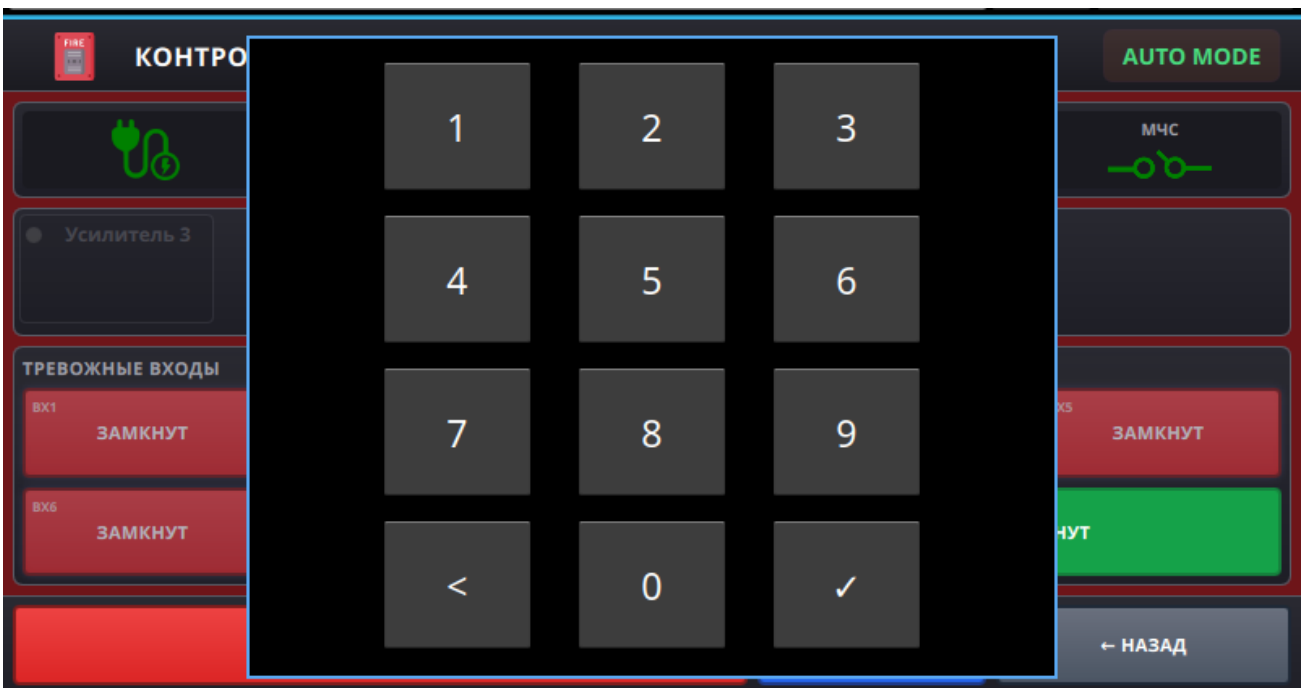 FIRE
КОНТРО
AUTO MODE
1 2 3
МЧС
Усилитель 3
4 5 6
ТРЕВОЖНЫЕ ВХОДЫ
ВХ1
ЗАМКНУТ
7 8 9
Х5
ЗАМКНУТ
ВХ6
ЗАМКНУТ
НУТ
< 0 ✓
← НАЗАД